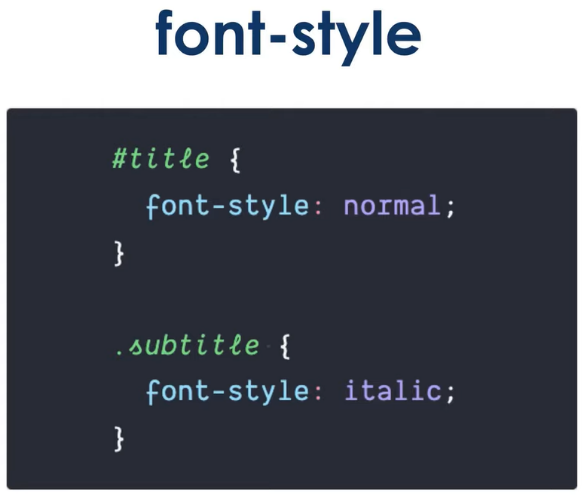 font-style
#title {
  font-style: normal;
}
.subtitle {
  font-style: italic;
}